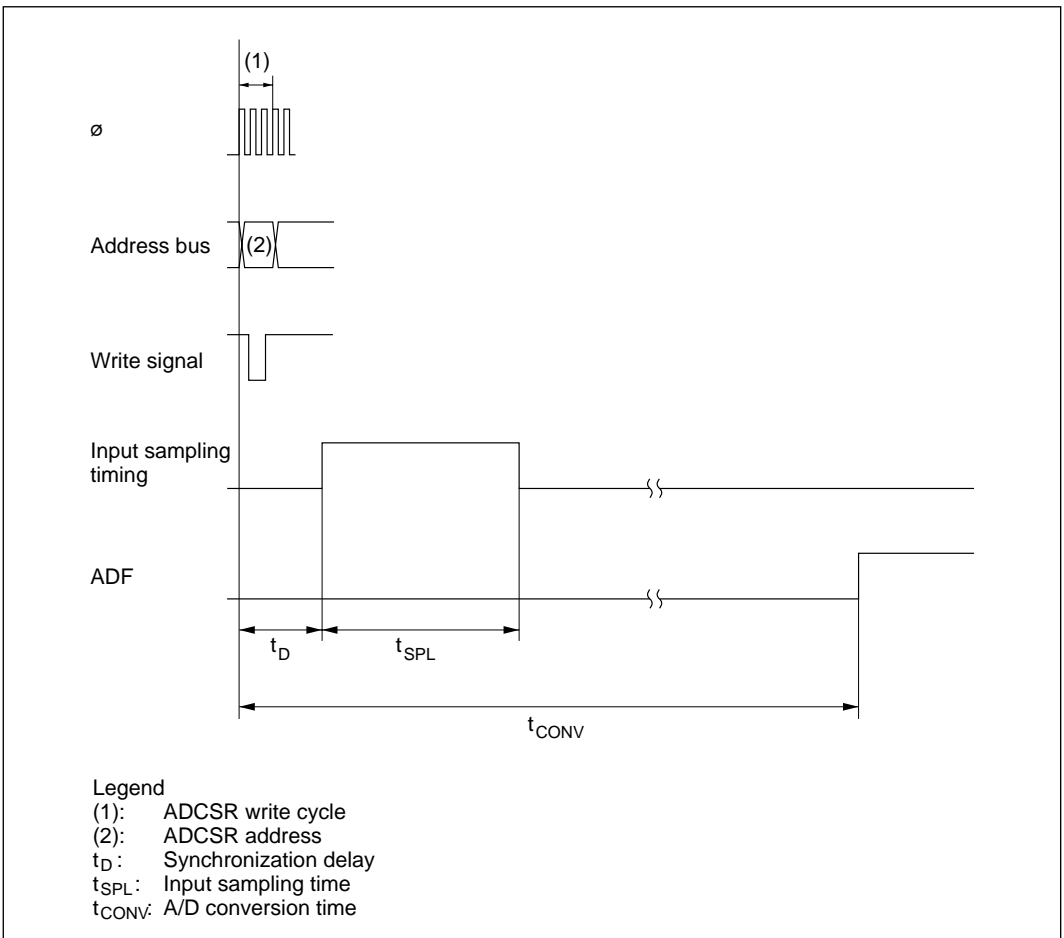 (1)
ø
Address bus
(2)
Write signal
Input sampling
timing
ADF
tD
tSPL
tCONV
Legend
(1): ADCSR write cycle
(2): ADCSR address
tD : Synchronization delay
tSPL : Input sampling time
tCONV: A/D conversion time